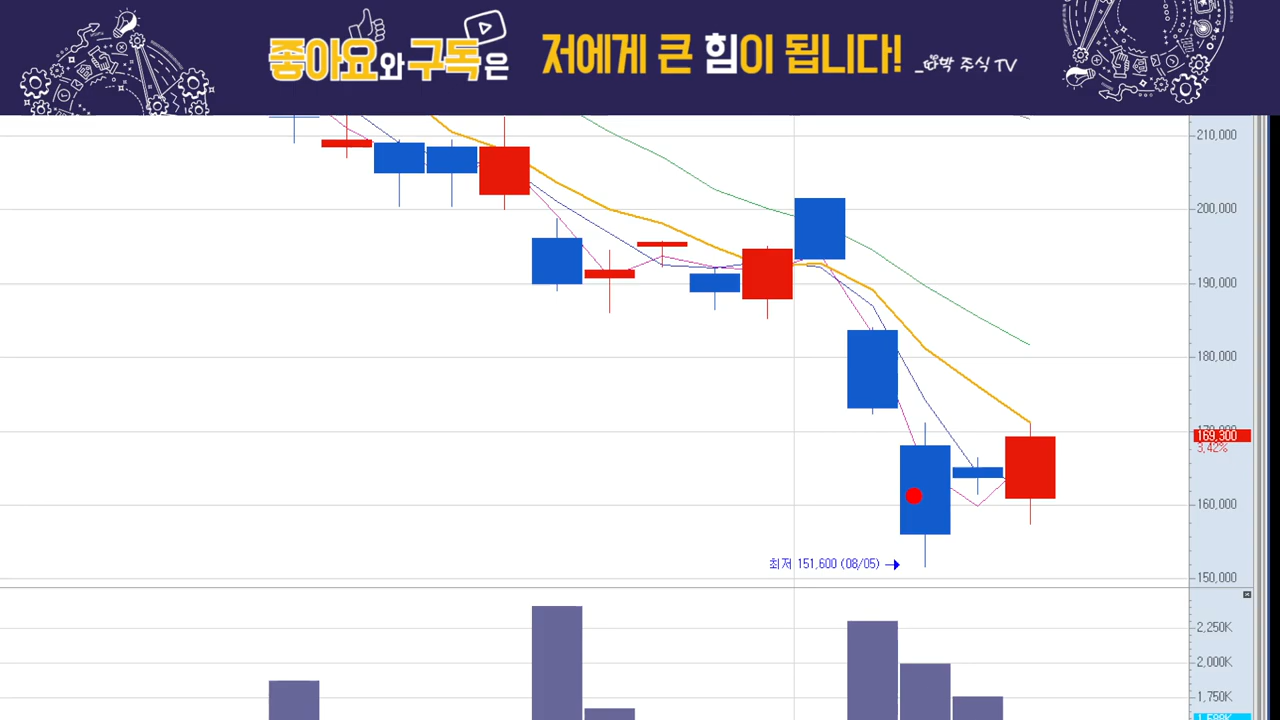 좋아요와 구독은 저에게 큰 힘이 됩니다!
박 주식 TV
210,000
200,000
190,000
180,000
169,300
3,42%
160,000
최저 151,600 (08/05)
150,000
2,250K
2,000K
1,750K